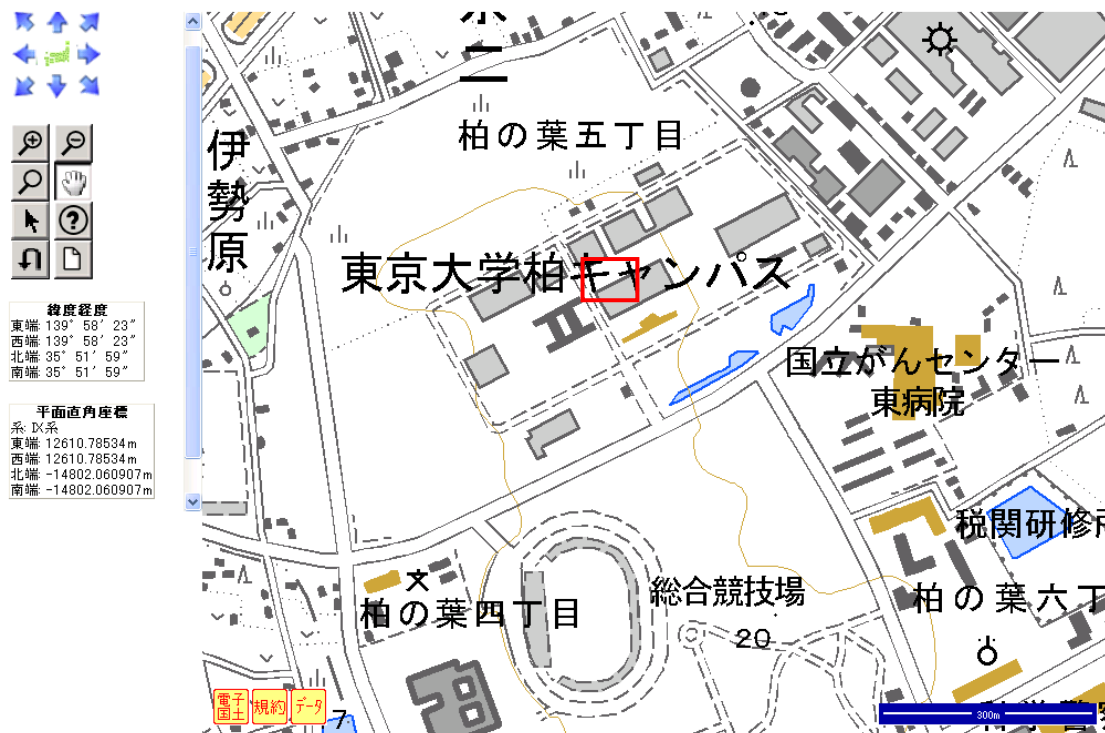 緯度経度
東端: 139° 58′ 23″
西端: 139° 58′ 23″
北端: 35° 51′ 59″
南端: 35° 51′ 59″
平面直角座標
系: Ⅸ系
東端: 12610.78534m
西端: 12610.78534m
北端: -14802.060907m
南端: -14802.060907m
二
柏の葉五丁目
伊勢原
東京大学柏キャンパス
国立がんセンター
東病院
税関研修所
総合競技場
20
柏の葉四丁目
柏の葉六丁
電子国土
規約
データ
7
300m
科学警察